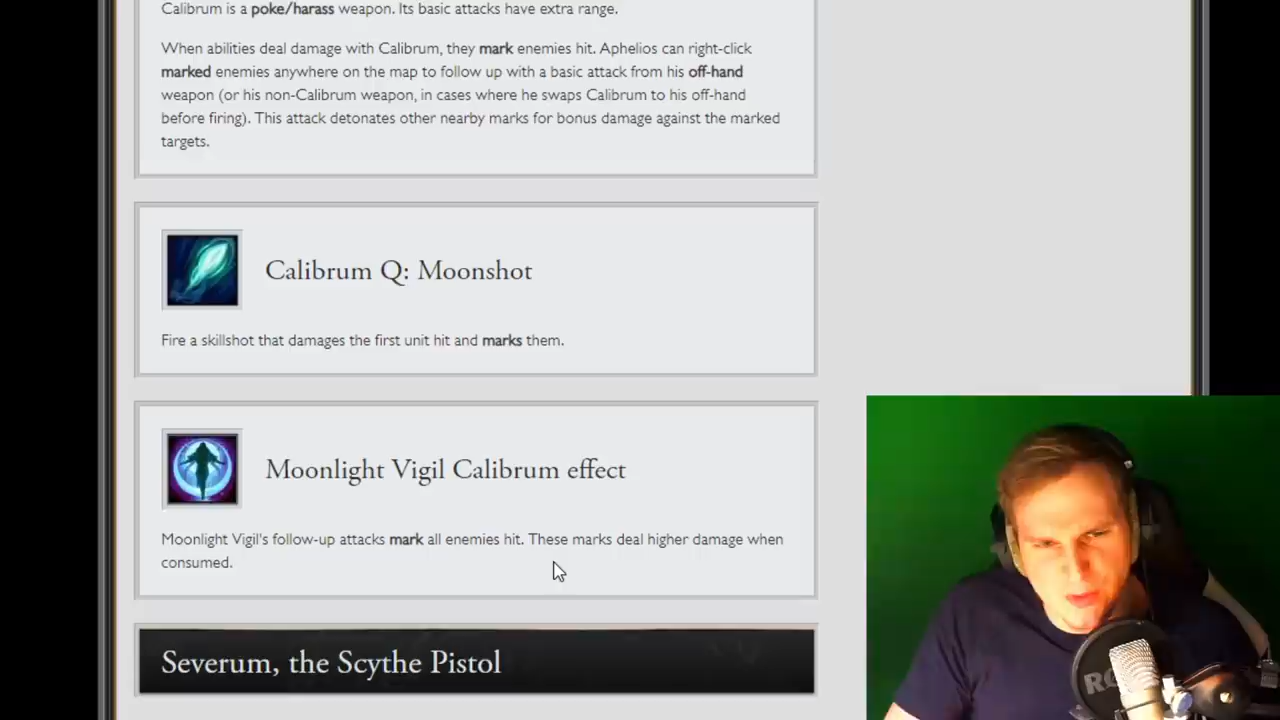 Calibrum is a poke/harass weapon. Its basic attacks have extra range.
When abilities deal damage with Calibrum, they mark enemies hit. Aphelios can right-click
marked enemies anywhere on the map to follow up with a basic attack from his off-hand
weapon (or his non-Calibrum weapon, in cases where he swaps Calibrum to his off-hand
before firing). This attack detonates other nearby marks for bonus damage against the marked
targets.
Calibrum Q: Moonshot
Fire a skillshot that damages the first unit hit and marks them.
Moonlight Vigil Calibrum effect
Moonlight Vigil's follow-up attacks mark all enemies hit. These marks deal higher damage when
consumed.
Severum, the Scythe Pistol